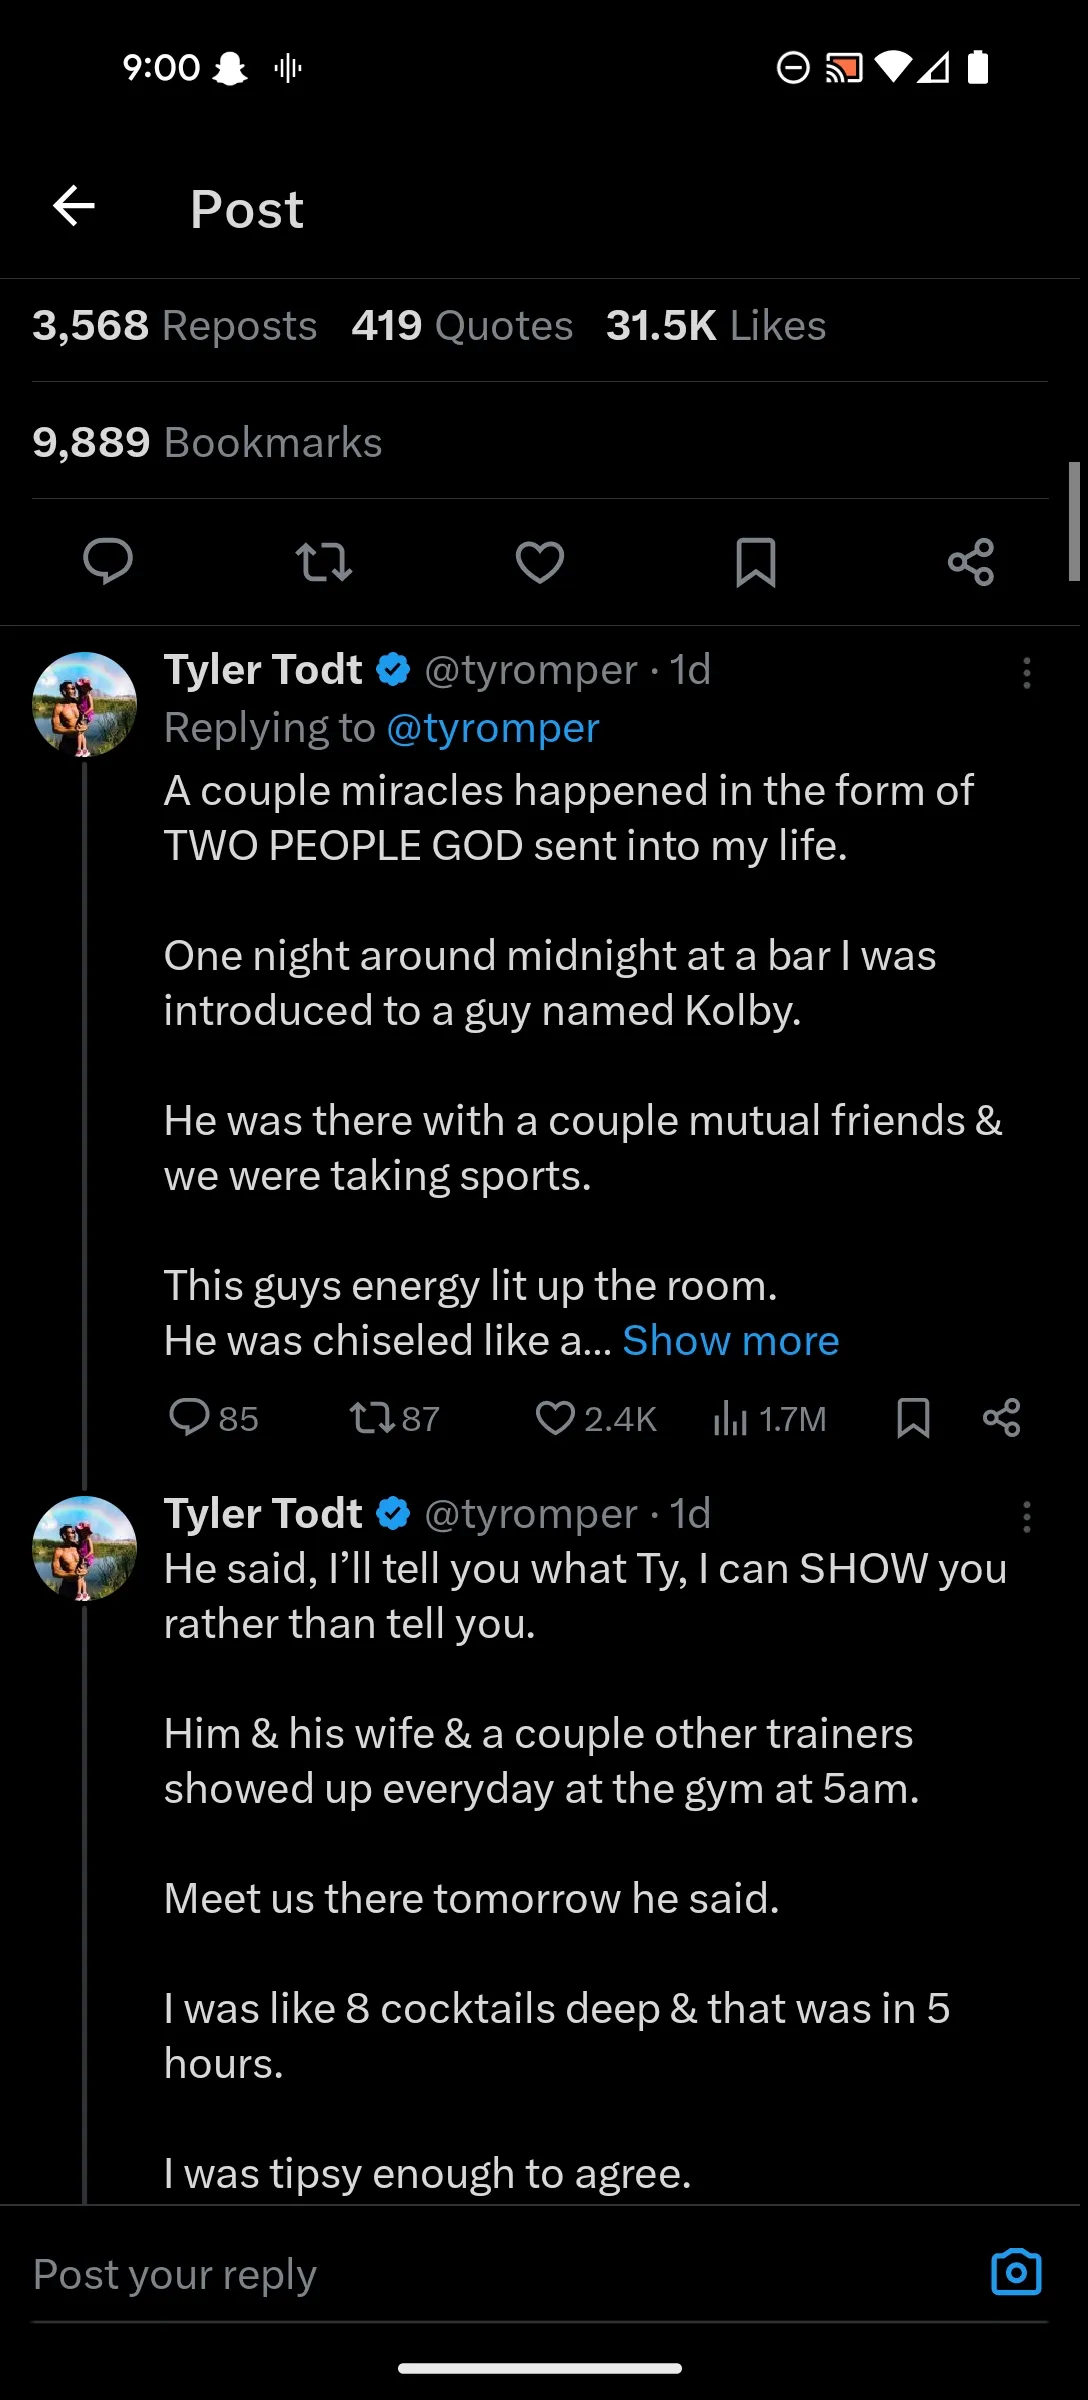 9:00
Post
3,568 Reposts 419 Quotes 31.5K Likes
9,889 Bookmarks
Tyler Todt @tyromper · 1d
Replying to @tyromper
A couple miracles happened in the form of
TWO PEOPLE GOD sent into my life.
One night around midnight at a bar I was
introduced to a guy named Kolby.
He was there with a couple mutual friends &
we were taking sports.
This guys energy lit up the room.
He was chiseled like a... Show more
85 87 2.4K 1.7M
Tyler Todt @tyromper · 1d
He said, I’ll tell you what Ty, I can SHOW you
rather than tell you.
Him & his wife & a couple other trainers
showed up everyday at the gym at 5am.
Meet us there tomorrow he said.
I was like 8 cocktails deep & that was in 5
hours.
I was tipsy enough to agree.
Post your reply